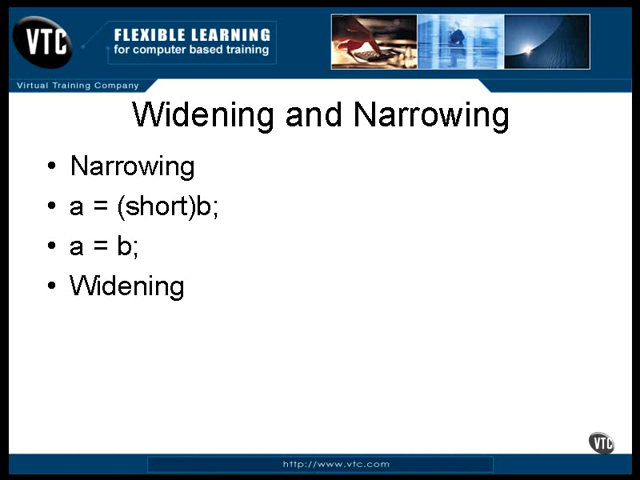 VTC
FLEXIBLE LEARNING
for computer based training
Virtual Training Company
Widening and Narrowing
• Narrowing
• a = (short)b;
• a = b;
• Widening
VTC
http://www.vtc.com